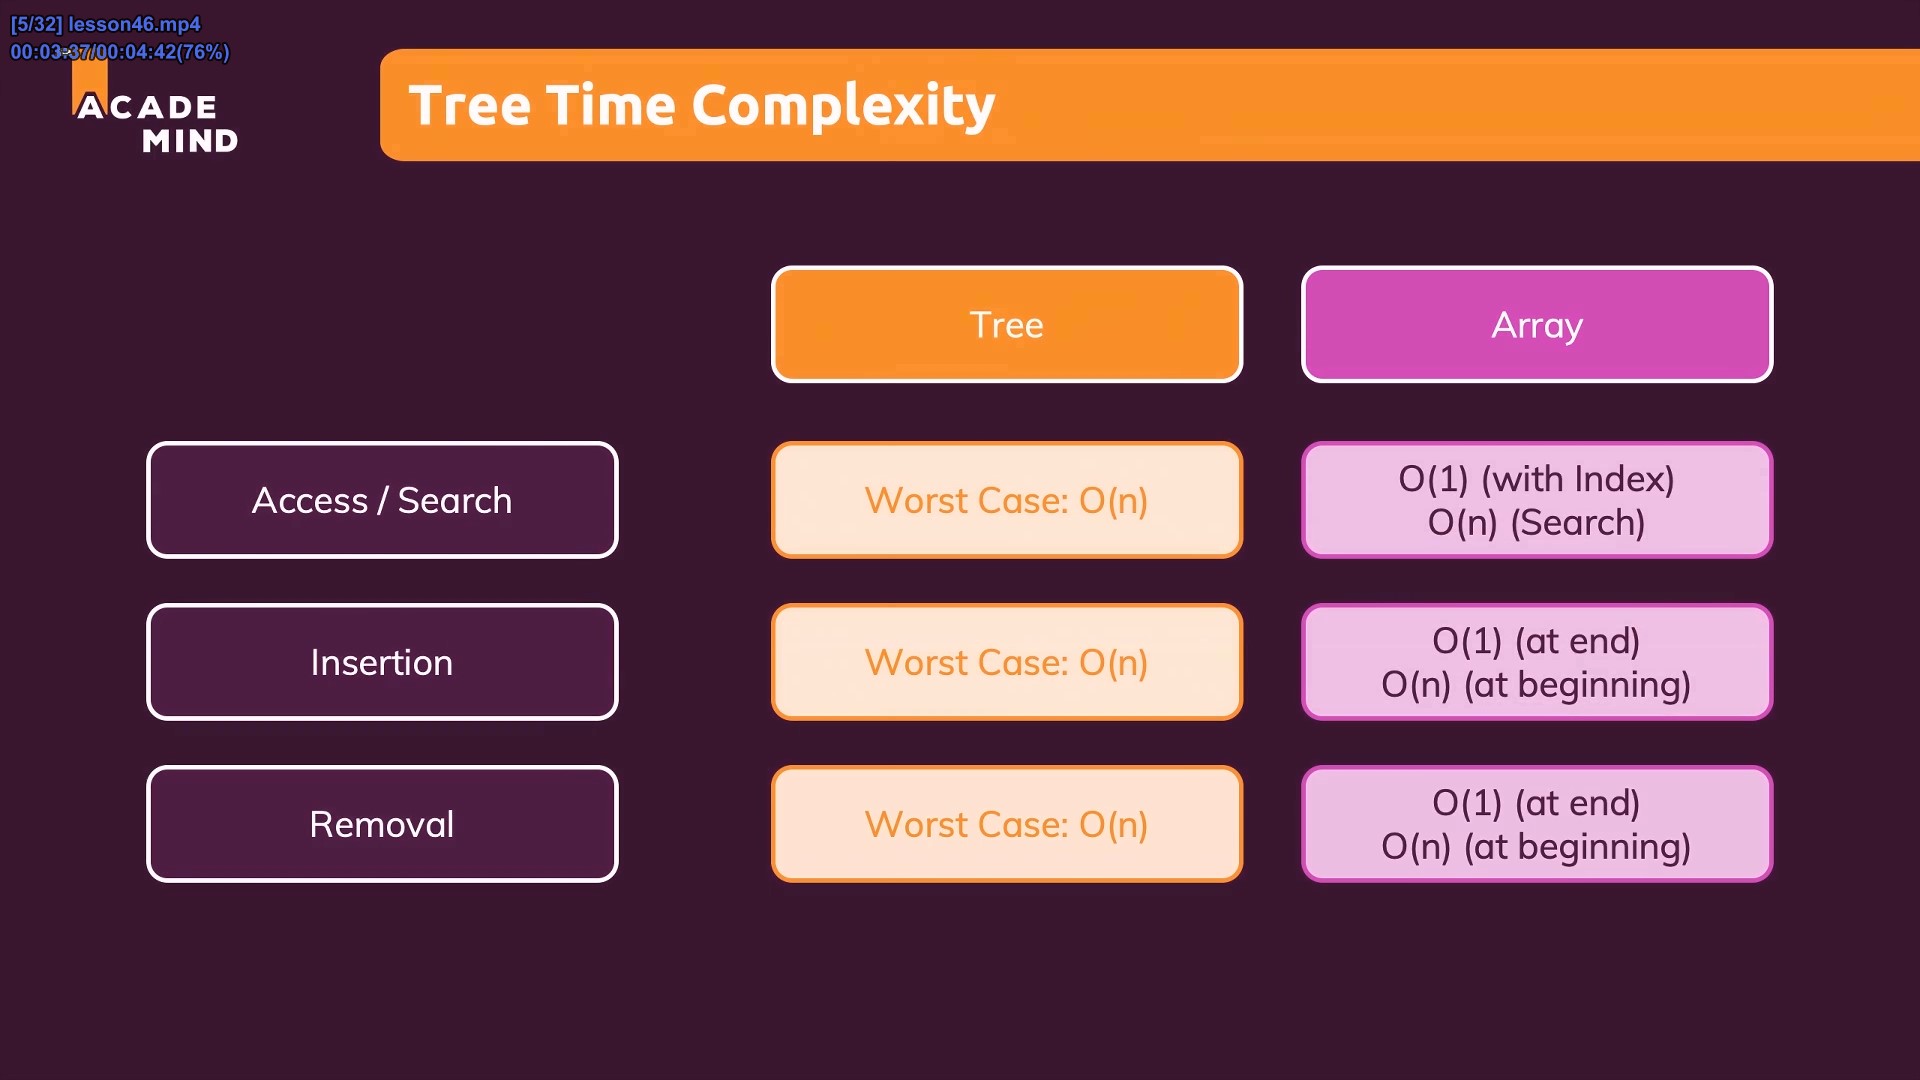 [5/32] lesson46.mp4
00:03:37/00:04:42(76%)
ACADE
MIND
Tree Time Complexity
Tree
Array
Access / Search
Worst Case: O(n)
O(1) (with Index)
O(n) (Search)
Insertion
Worst Case: O(n)
O(1) (at end)
O(n) (at beginning)
Removal
Worst Case: O(n)
O(1) (at end)
O(n) (at beginning)